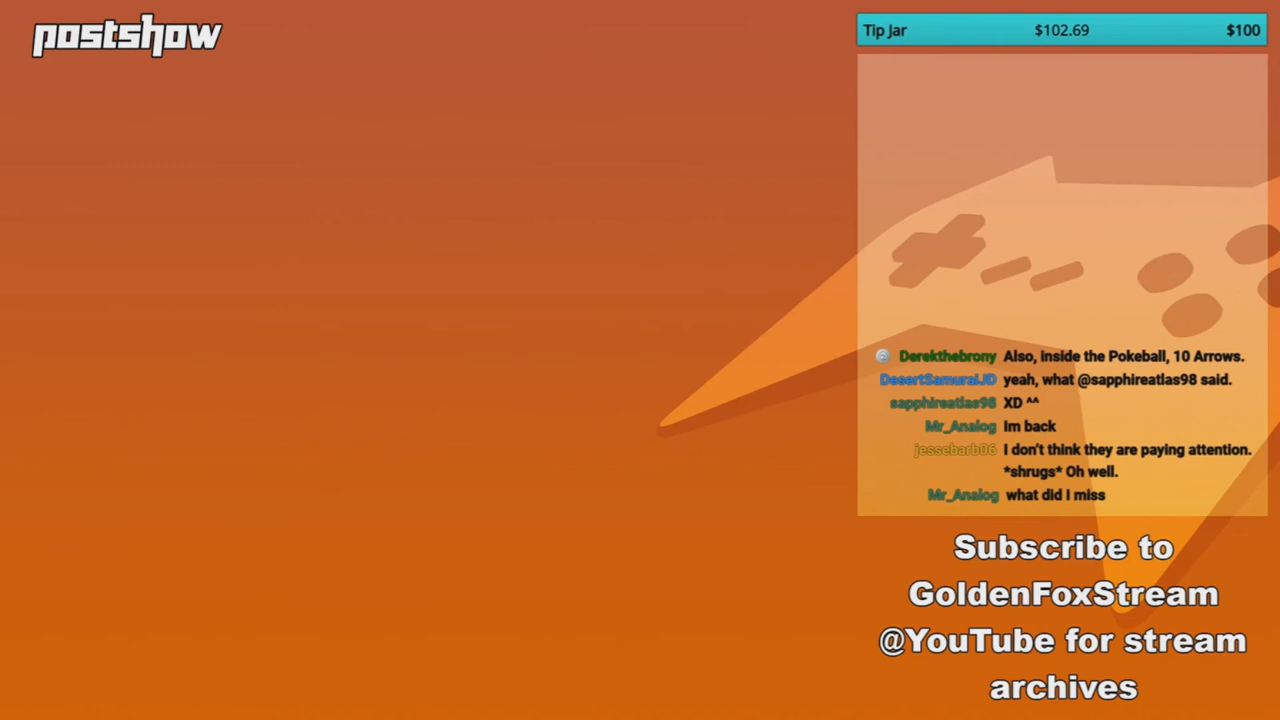 postshow
Tip Jar $102.69 $100
Derekthebrony Also, inside the Pokeball, 10 Arrows.
DesertSamuraiJD yeah, what @sapphireatlas98 said.
sapphireatlas98 XD ^^
Mr_Analog Im back
jessebarb06 I don't think they are paying attention.
*shrugs* Oh well.
Mr_Analog what did I miss
Subscribe to
GoldenFoxStream
@YouTube for stream
archives